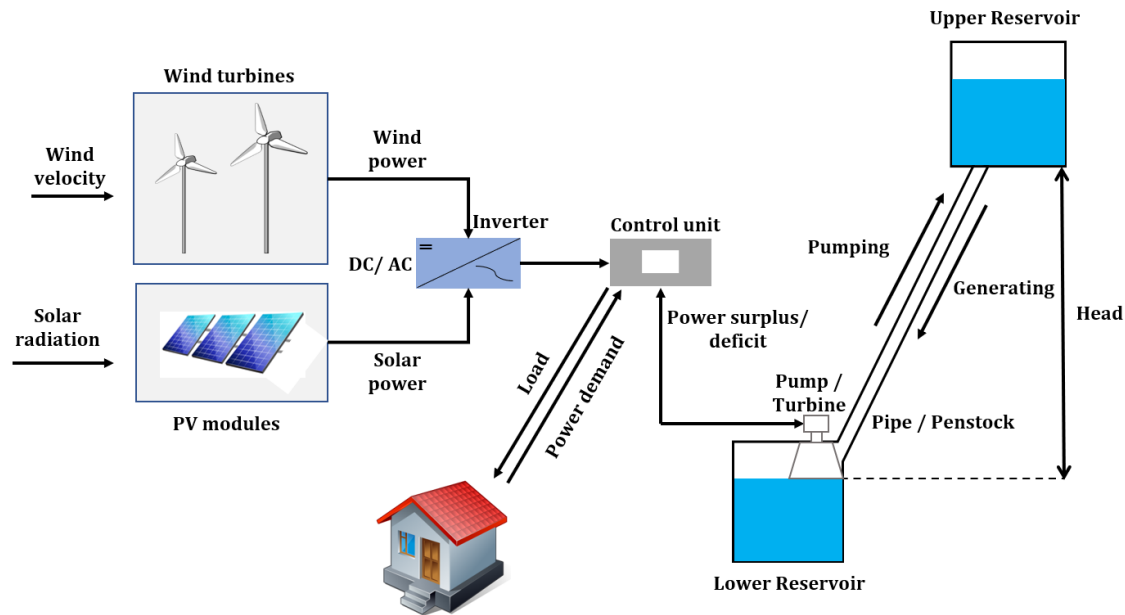 Upper Reservoir
Wind turbines
Wind
velocity
Wind
power
Inverter
DC/ AC
=
Control unit
Pumping
Generating
Head
Solar
radiation
Solar
power
PV modules
Power surplus/
deficit
Load
Power demand
Pump /
Turbine
Pipe / Penstock
Lower Reservoir